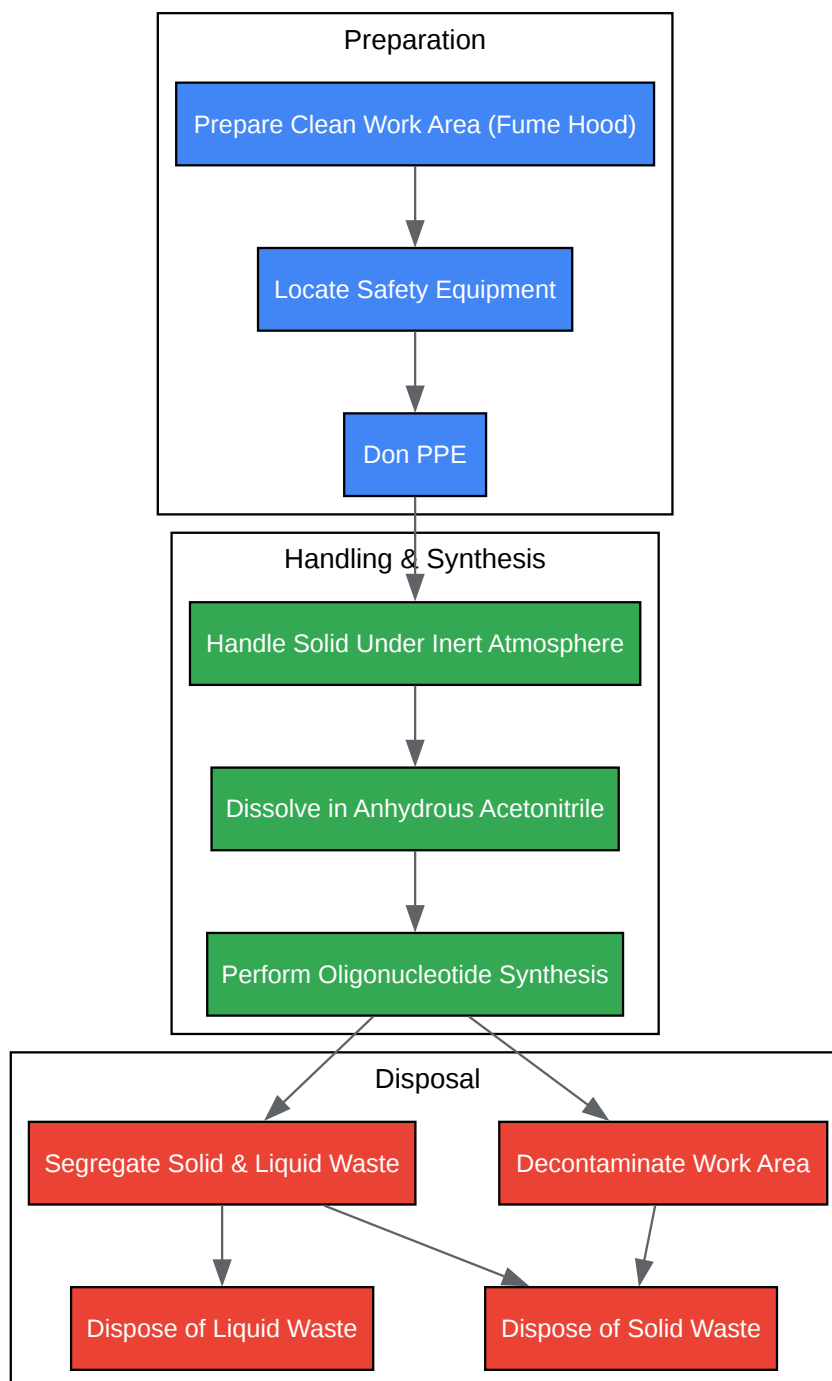 Preparation
Prepare Clean Work Area (Fume Hood)
Locate Safety Equipment
Don PPE
Handling & Synthesis
Handle Solid Under Inert Atmosphere
Dissolve in Anhydrous Acetonitrile
Perform Oligonucleotide Synthesis
Disposal
Segregate Solid & Liquid Waste
Decontaminate Work Area
Dispose of Liquid Waste
Dispose of Solid Waste